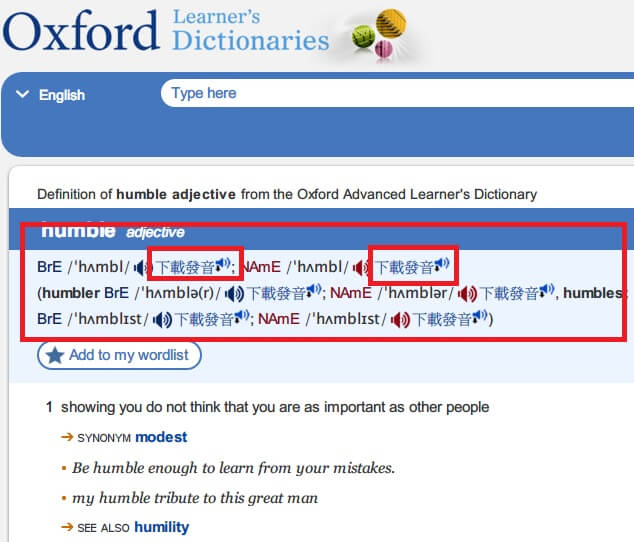 Oxford Learner's Dictionaries
English
Type here
Definition of humble adjective from the Oxford Advanced Learner's Dictionary
humble adjective
BrE /ˈhʌmbl/ 下載發音; NAmE /ˈhʌmbl/ 下載發音
(humbler BrE /ˈhʌmblə(r)/ 下載發音; NAmE /ˈhʌmblər/ 下載發音, humbles
BrE /ˈhʌmblɪst/ 下載發音; NAmE /ˈhʌmblɪst/ 下載發音)
Add to my wordlist
1 showing you do not think that you are as important as other people
→ SYNONYM modest
• Be humble enough to learn from your mistakes.
• my humble tribute to this great man
→ SEE ALSO humility